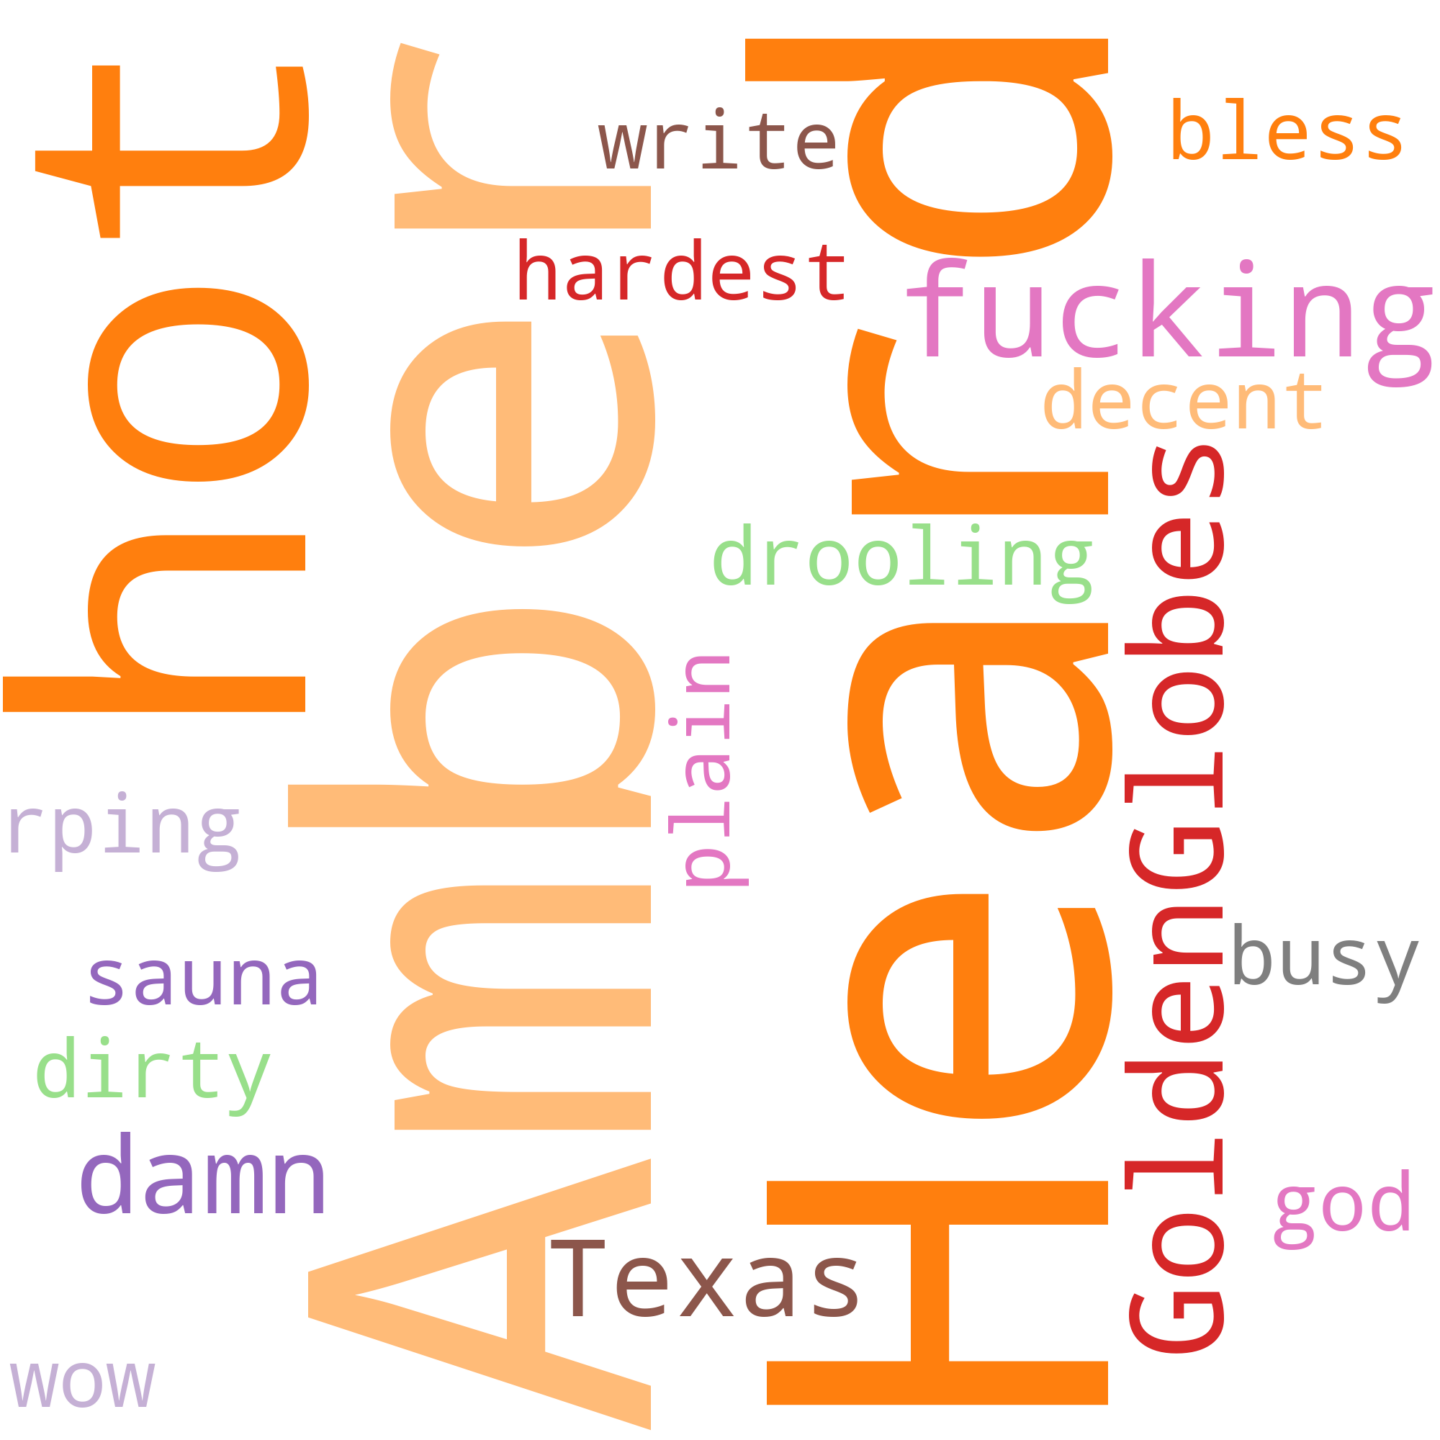 hot
Amber
Heard
write
bless
hardest
fucking
decent
drooling
GoldenGlobes
plain
rping
sauna
busy
dirty
damn
god
Texas
wow